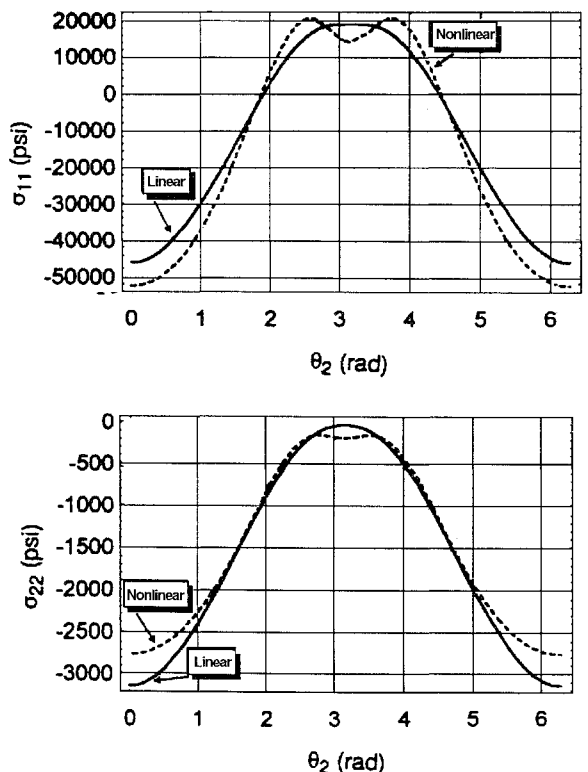 20000
10000
0
-10000
-20000
-30000
-40000
-50000
σ11 (psi)
Nonlinear
Linear
0 1 2 3 4 5 6
θ2 (rad)
0
-500
-1000
-1500
-2000
-2500
-3000
σ22 (psi)
Nonlinear
Linear
0 1 2 3 4 5 6
θ2 (rad)